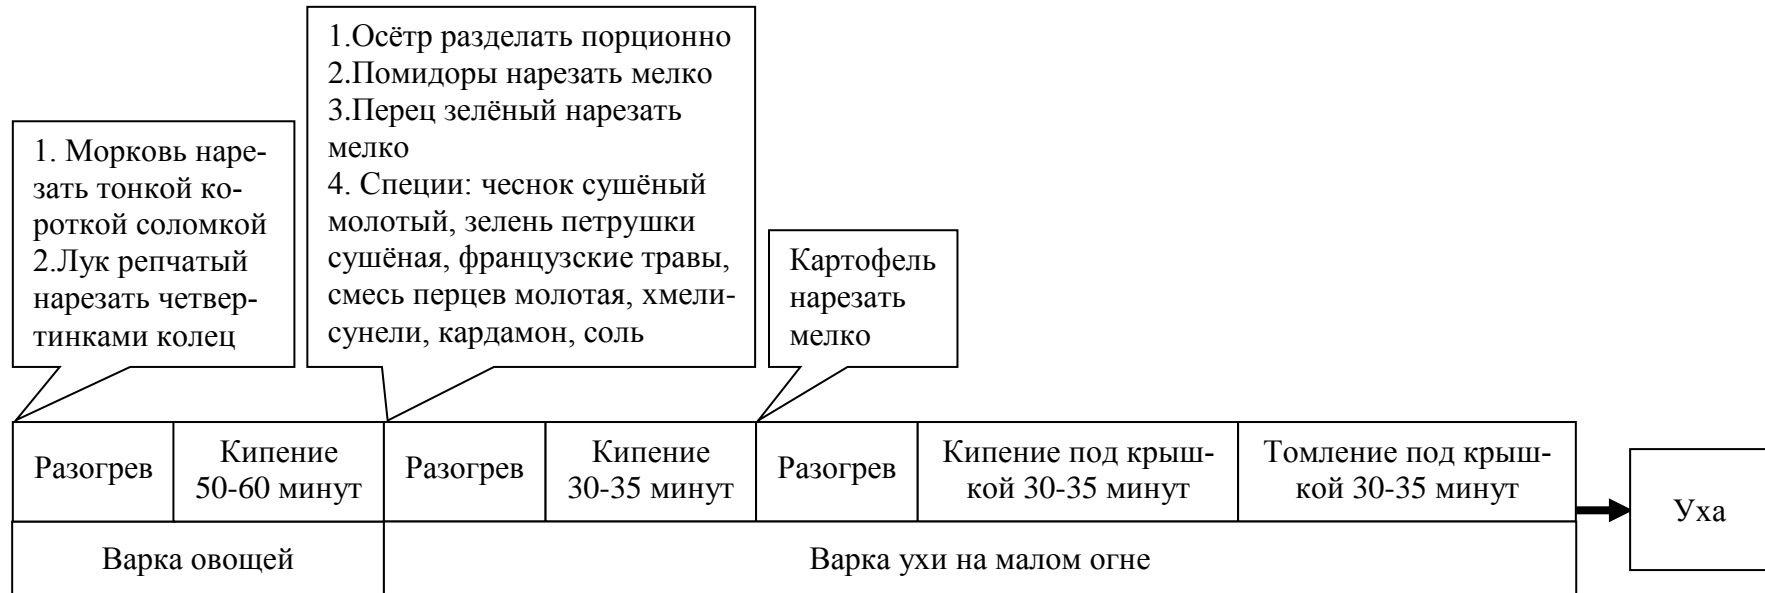 1. Морковь наре-
зать тонкой ко-
роткой соломкой
2.Лук репчатый
нарезать четвер-
тинками колец
1.Осётр разделать порционно
2.Помидоры нарезать мелко
3.Перец зелёный нарезать
мелко
4. Специи: чеснок сушёный
молотый, зелень петрушки
сушёная, французские травы,
смесь перцев молотая, хмели-
сунели, кардамон, соль
Картофель
нарезать
мелко
Разогрев
Кипение
50-60 минут
Разогрев
Кипение
30-35 минут
Разогрев
Кипение под крыш-
кой 30-35 минут
Томление под крыш-
кой 30-35 минут
Уха
Варка овощей
Варка ухи на малом огне